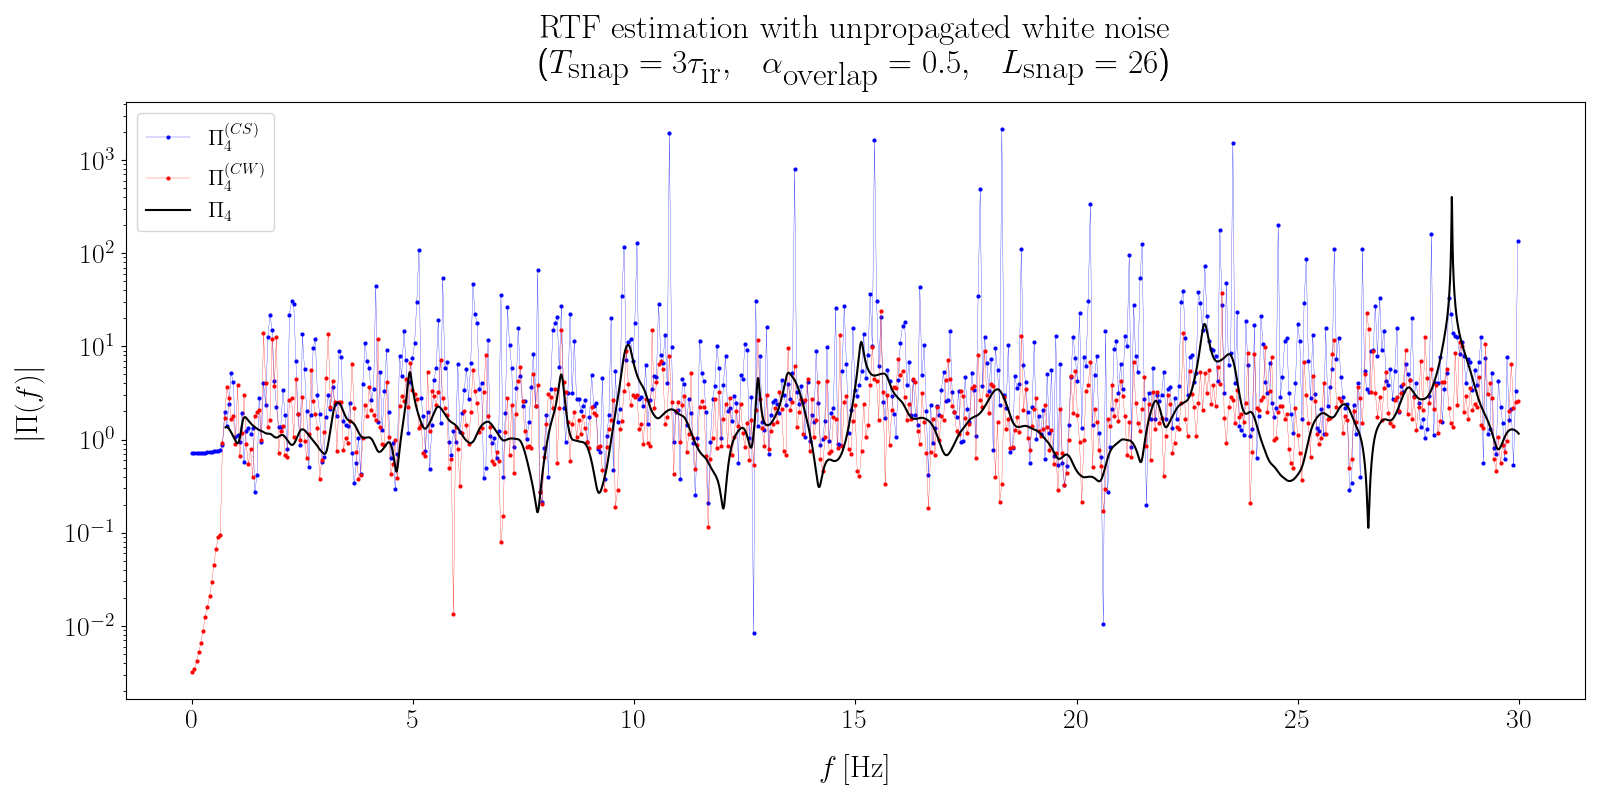 RTF estimation with unpropagated white noise
(T_snap = 3τ_ir, α_overlap = 0.5, L_snap = 26)
Π_4^(CS)
Π_4^(CW)
Π_4
|Π(f)|
10^3
10^2
10^1
10^0
10^−1
10^−2
0 5 10 15 20 25 30
f [Hz]